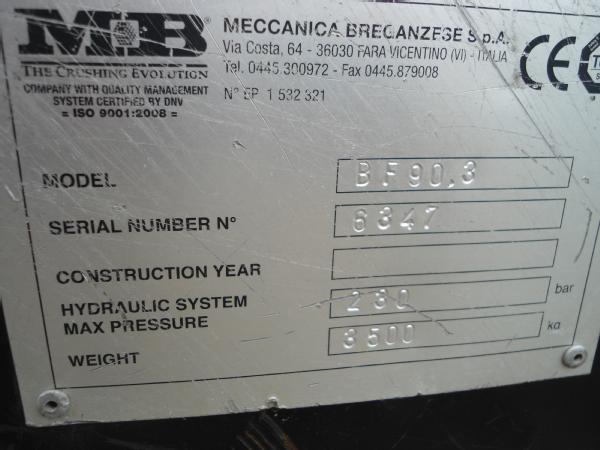 MB
THE CRUSHING EVOLUTION
COMPANY WITH QUALITY MANAGEMENT
SYSTEM CERTIFIED BY DNV
= ISO 9001:2008 =
MECCANICA BREGANZESE S.p.A.
Via Costa, 64 - 36030 FARA VICENTINO (VI) - ITALIA
Tel. 0445.300972 - Fax 0445.879008
N° EP 1 532 321
CE
MODEL BF90.3
SERIAL NUMBER N° 6347
CONSTRUCTION YEAR
HYDRAULIC SYSTEM
MAX PRESSURE 230 bar
WEIGHT 3500 kg